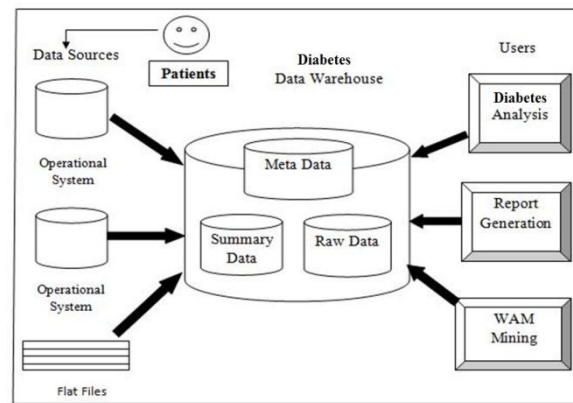 Data Sources
Patients
Operational
System
Operational
System
Flat Files
Diabetes
Data Warehouse
Meta Data
Summary
Data
Raw Data
Users
Diabetes
Analysis
Report
Generation
WAM
Mining